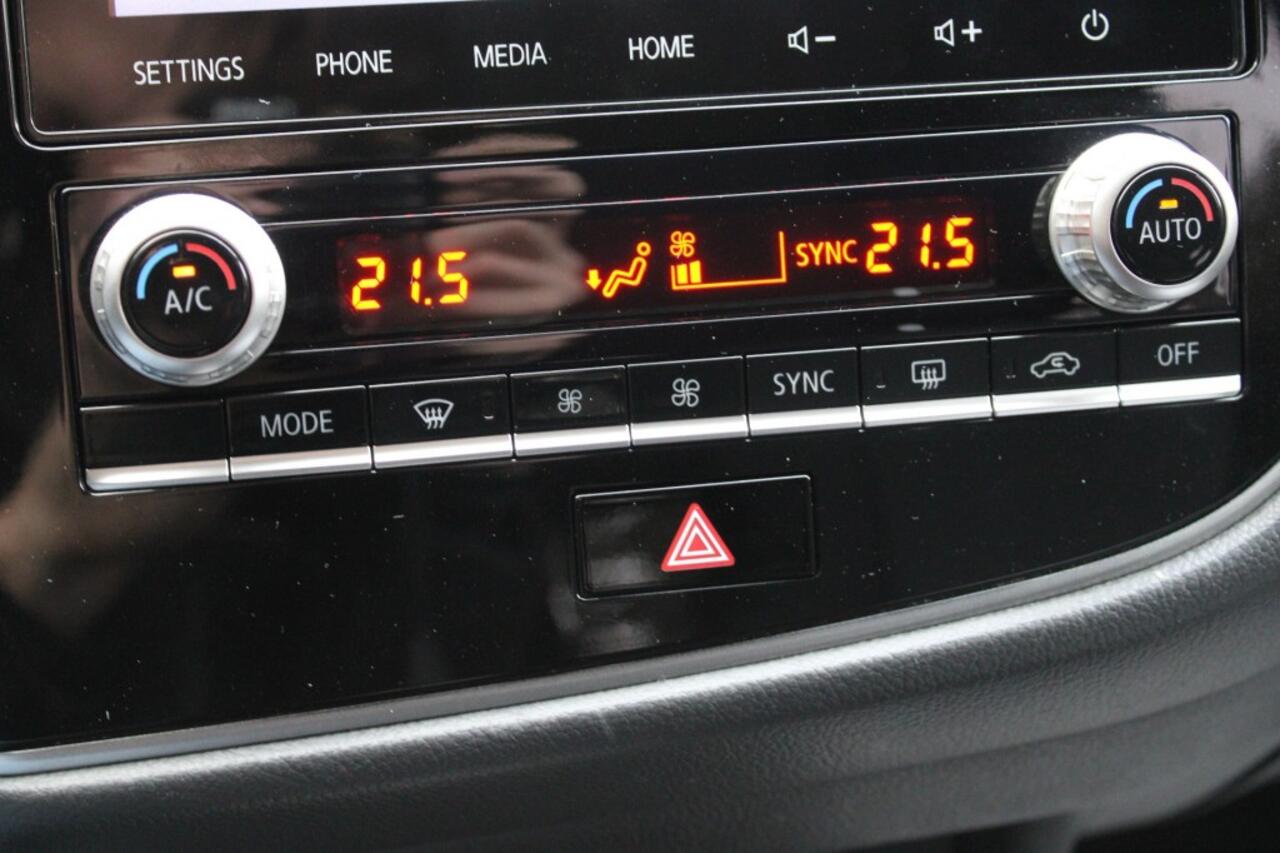 SETTINGS PHONE MEDIA HOME - +
A/C 21.5 SYNC 21.5 AUTO
MODE SYNC OFF